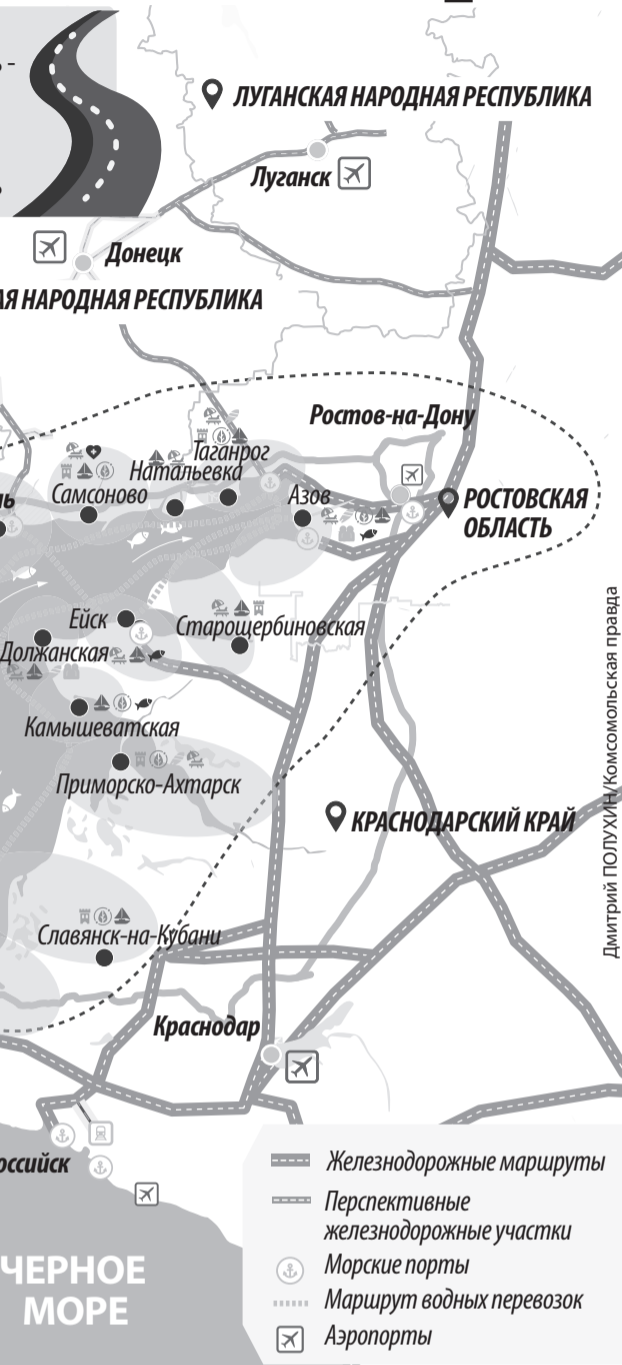 ЛУГАНСКАЯ НАРОДНАЯ РЕСПУБЛИКА
Луганск
Донецк
АЯ НАРОДНАЯ РЕСПУБЛИКА
Ростов-на-Дону
Таганрог
Натальевка
Самсоново
Азов
РОСТОВСКАЯ
ОБЛАСТЬ
ль
Ейск
Старощербиновская
Должанская
Камышеватская
Приморско-Ахтарск
КРАСНОДАРСКИЙ КРАЙ
Славянск-на-Кубани
Краснодар
оссийск
ЧЕРНОЕ
МОРЕ
Железнодорожные маршруты
Перспективные
железнодорожные участки
Морские порты
Маршрут водных перевозок
Аэропорты
Дмитрий ПОЛУХИН/Комсомольская правда